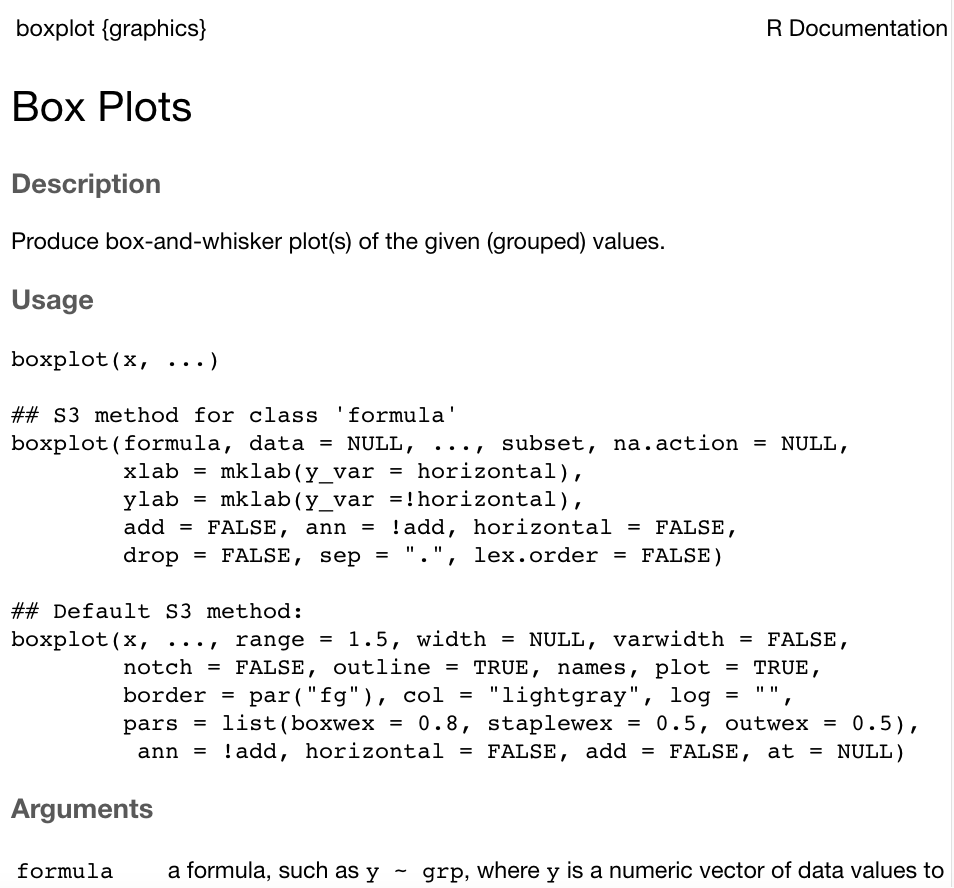 boxplot {graphics} R Documentation
Box Plots
Description
Produce box-and-whisker plot(s) of the given (grouped) values.
Usage
boxplot(x, ...)
## S3 method for class 'formula'
boxplot(formula, data = NULL, ..., subset, na.action = NULL,
        xlab = mklab(y_var = horizontal),
        ylab = mklab(y_var =!horizontal),
        add = FALSE, ann = !add, horizontal = FALSE,
        drop = FALSE, sep = ".", lex.order = FALSE)
## Default S3 method:
boxplot(x, ..., range = 1.5, width = NULL, varwidth = FALSE,
        notch = FALSE, outline = TRUE, names, plot = TRUE,
        border = par("fg"), col = "lightgray", log = "",
        pars = list(boxwex = 0.8, staplewex = 0.5, outwex = 0.5),
         ann = !add, horizontal = FALSE, add = FALSE, at = NULL)
Arguments
formula a formula, such as y ~ grp, where y is a numeric vector of data values to